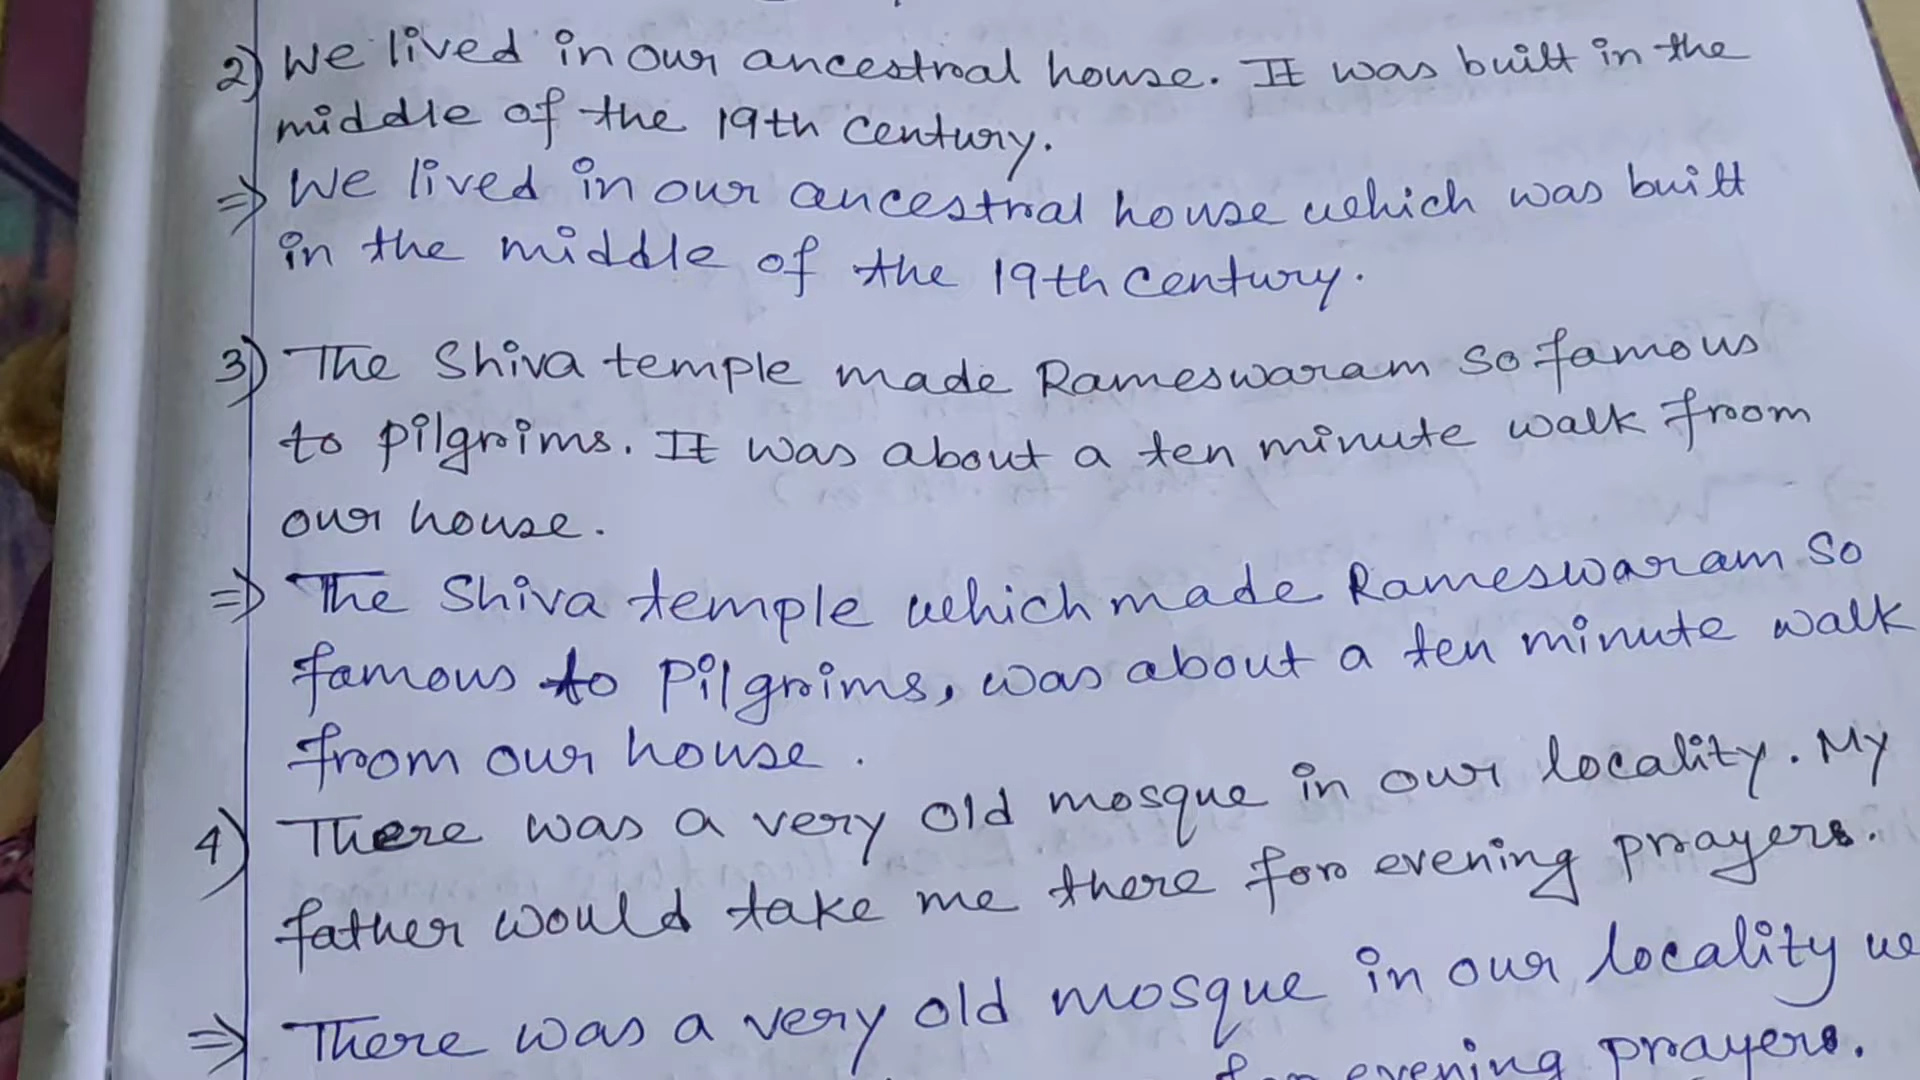 2) We lived in our ancestral house. It was built in the
middle of the 19th century.
⇒ We lived in our ancestral house which was built
in the middle of the 19th century.
3) The Shiva temple made Rameswaram so famous
to pilgrims. It was about a ten minute walk from
our house.
⇒ The Shiva temple which made Rameswaram so
famous to pilgrims, was about a ten minute walk
from our house.
4) There was a very old mosque in our locality. My
father would take me there for evening prayers.
⇒ There was a very old mosque in our locality
for evening prayers.